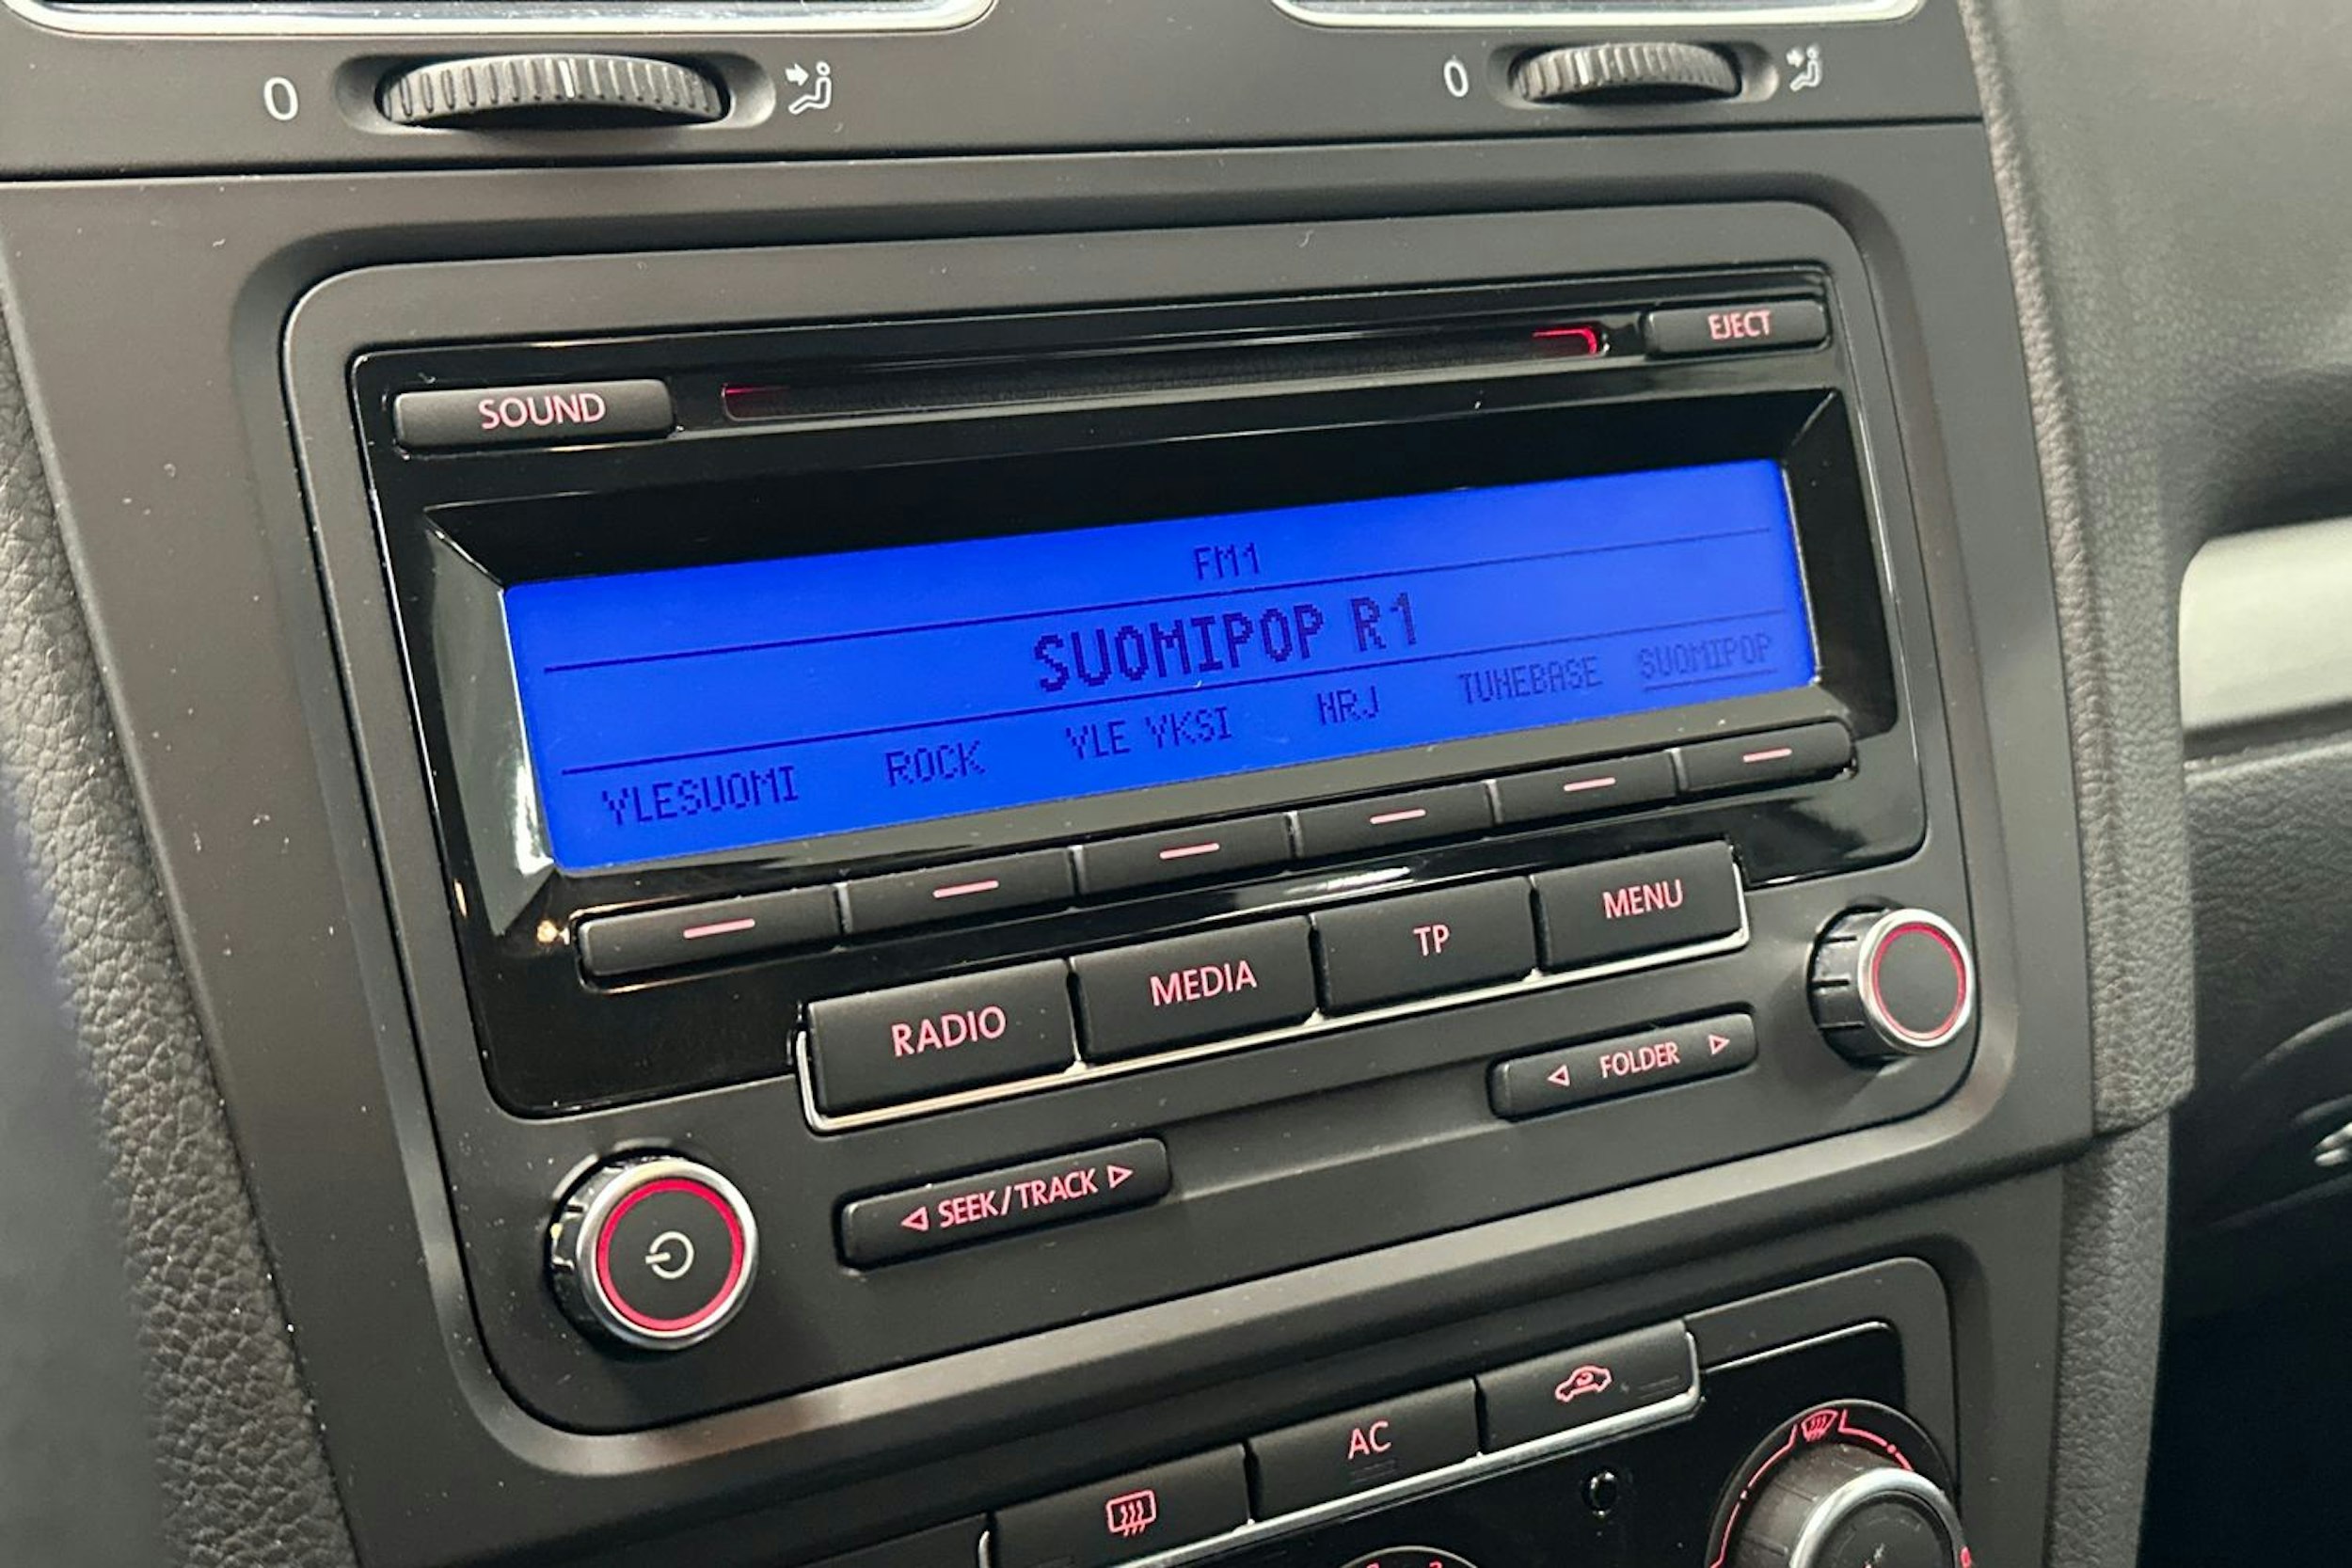 0 0
EJECT
SOUND
FM1
SUOMIPOP R1
YLESUOMI ROCK YLE YKSI NRJ TUNEBASE SUOMIPOP
RADIO MEDIA TP MENU
FOLDER
SEEK/TRACK
AC